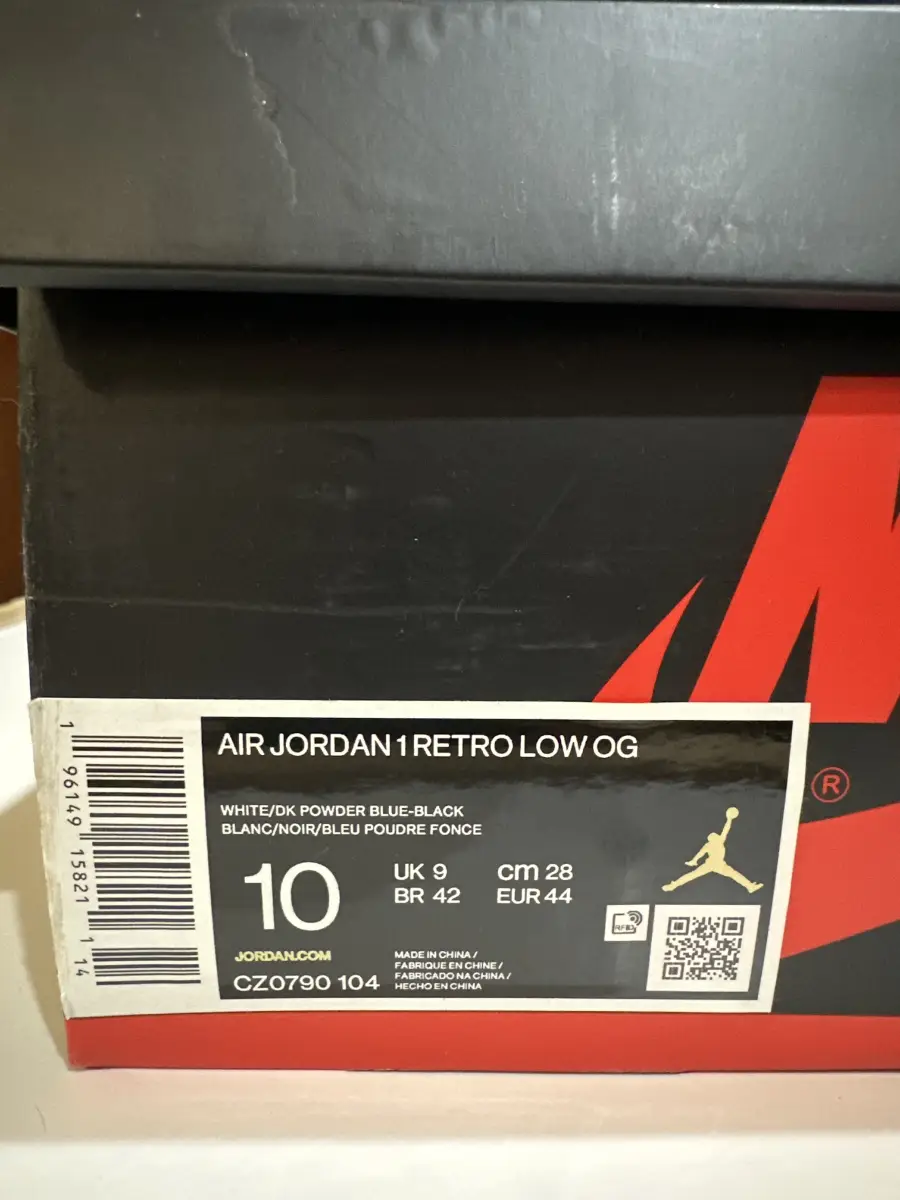 AIR JORDAN 1 RETRO LOW OG
WHITE/DK POWDER BLUE-BLACK
BLANC/NOIR/BLEU POUDRE FONCE
10
UK 9 cm 28
BR 42 EUR 44
RFID
JORDAN.COM
CZ0790 104
MADE IN CHINA /
FABRIQUE EN CHINE /
FABRICADO NA CHINA /
HECHO EN CHINA
1 96149 15821 1 14
®